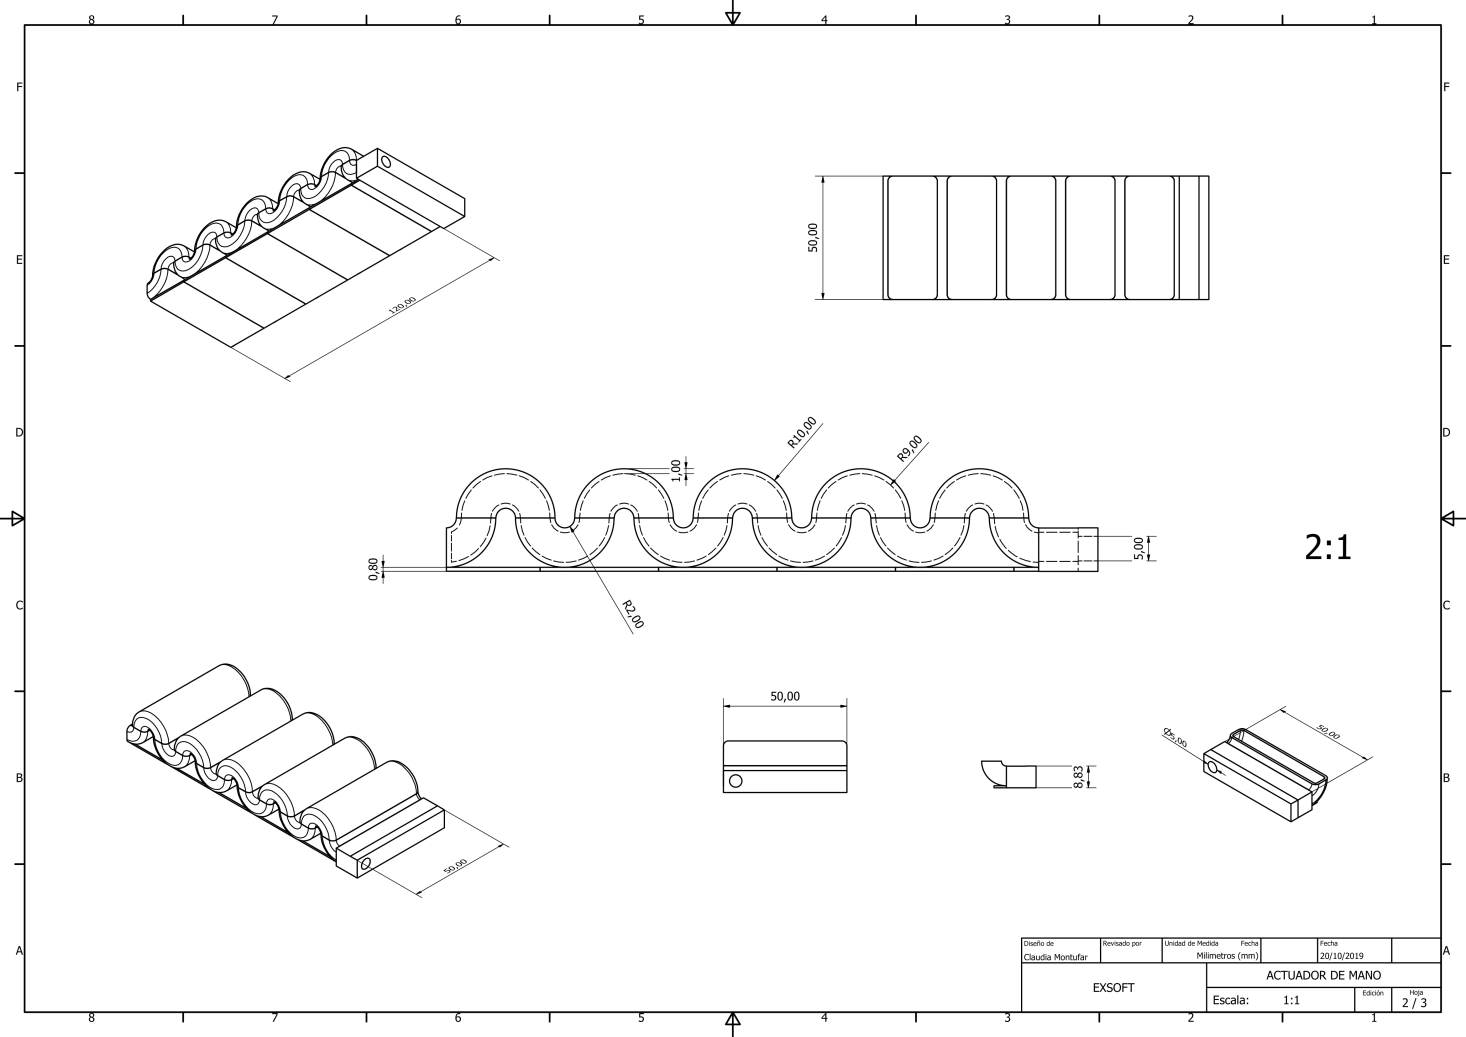 8 7 6 5 4 3 2 1
F F
E E
D D
C C
B B
A A
120,00
50,00
R10,00
R9,00
1,00
2:1
5,00
0,80
R2,00
50,00
50,00
8,83
Φ5,00
50,00
Diseño de Revisado por Unidad de Medida Fecha Fecha
Claudia Montufar Milimetros (mm) 20/10/2019
EXSOFT
ACTUADOR DE MANO
Escala: 1:1
Edición Hoja
2 / 3
8 7 6 5 4 3 2 1